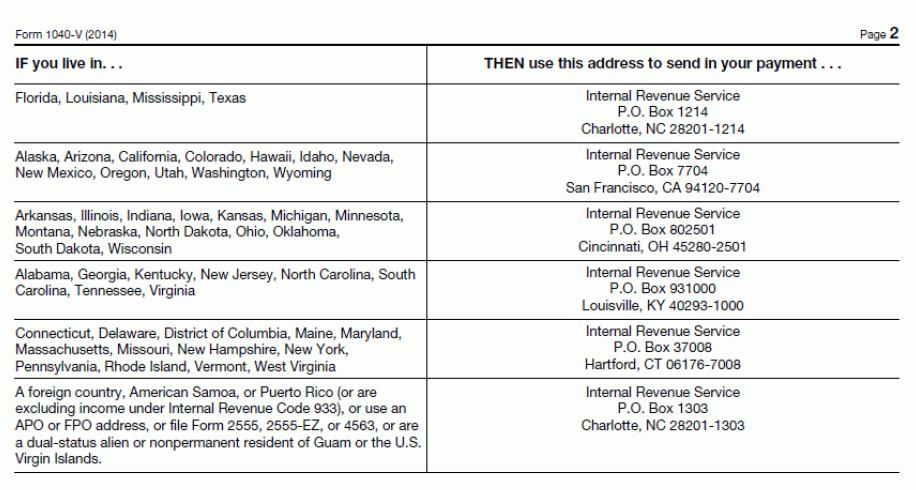 Form 1040-V (2014)
Page 2
IF you live in. . .
THEN use this address to send in your payment . . .
Florida, Louisiana, Mississippi, Texas
Internal Revenue Service
P.O. Box 1214
Charlotte, NC 28201-1214
Alaska, Arizona, California, Colorado, Hawaii, Idaho, Nevada,
New Mexico, Oregon, Utah, Washington, Wyoming
Internal Revenue Service
P.O. Box 7704
San Francisco, CA 94120-7704
Arkansas, Illinois, Indiana, Iowa, Kansas, Michigan, Minnesota,
Montana, Nebraska, North Dakota, Ohio, Oklahoma,
South Dakota, Wisconsin
Internal Revenue Service
P.O. Box 802501
Cincinnati, OH 45280-2501
Alabama, Georgia, Kentucky, New Jersey, North Carolina, South
Carolina, Tennessee, Virginia
Internal Revenue Service
P.O. Box 931000
Louisville, KY 40293-1000
Connecticut, Delaware, District of Columbia, Maine, Maryland,
Massachusetts, Missouri, New Hampshire, New York,
Pennsylvania, Rhode Island, Vermont, West Virginia
Internal Revenue Service
P.O. Box 37008
Hartford, CT 06176-7008
A foreign country, American Samoa, or Puerto Rico (or are
excluding income under Internal Revenue Code 933), or use an
APO or FPO address, or file Form 2555, 2555-EZ, or 4563, or are
a dual-status alien or nonpermanent resident of Guam or the U.S.
Virgin Islands.
Internal Revenue Service
P.O. Box 1303
Charlotte, NC 28201-1303